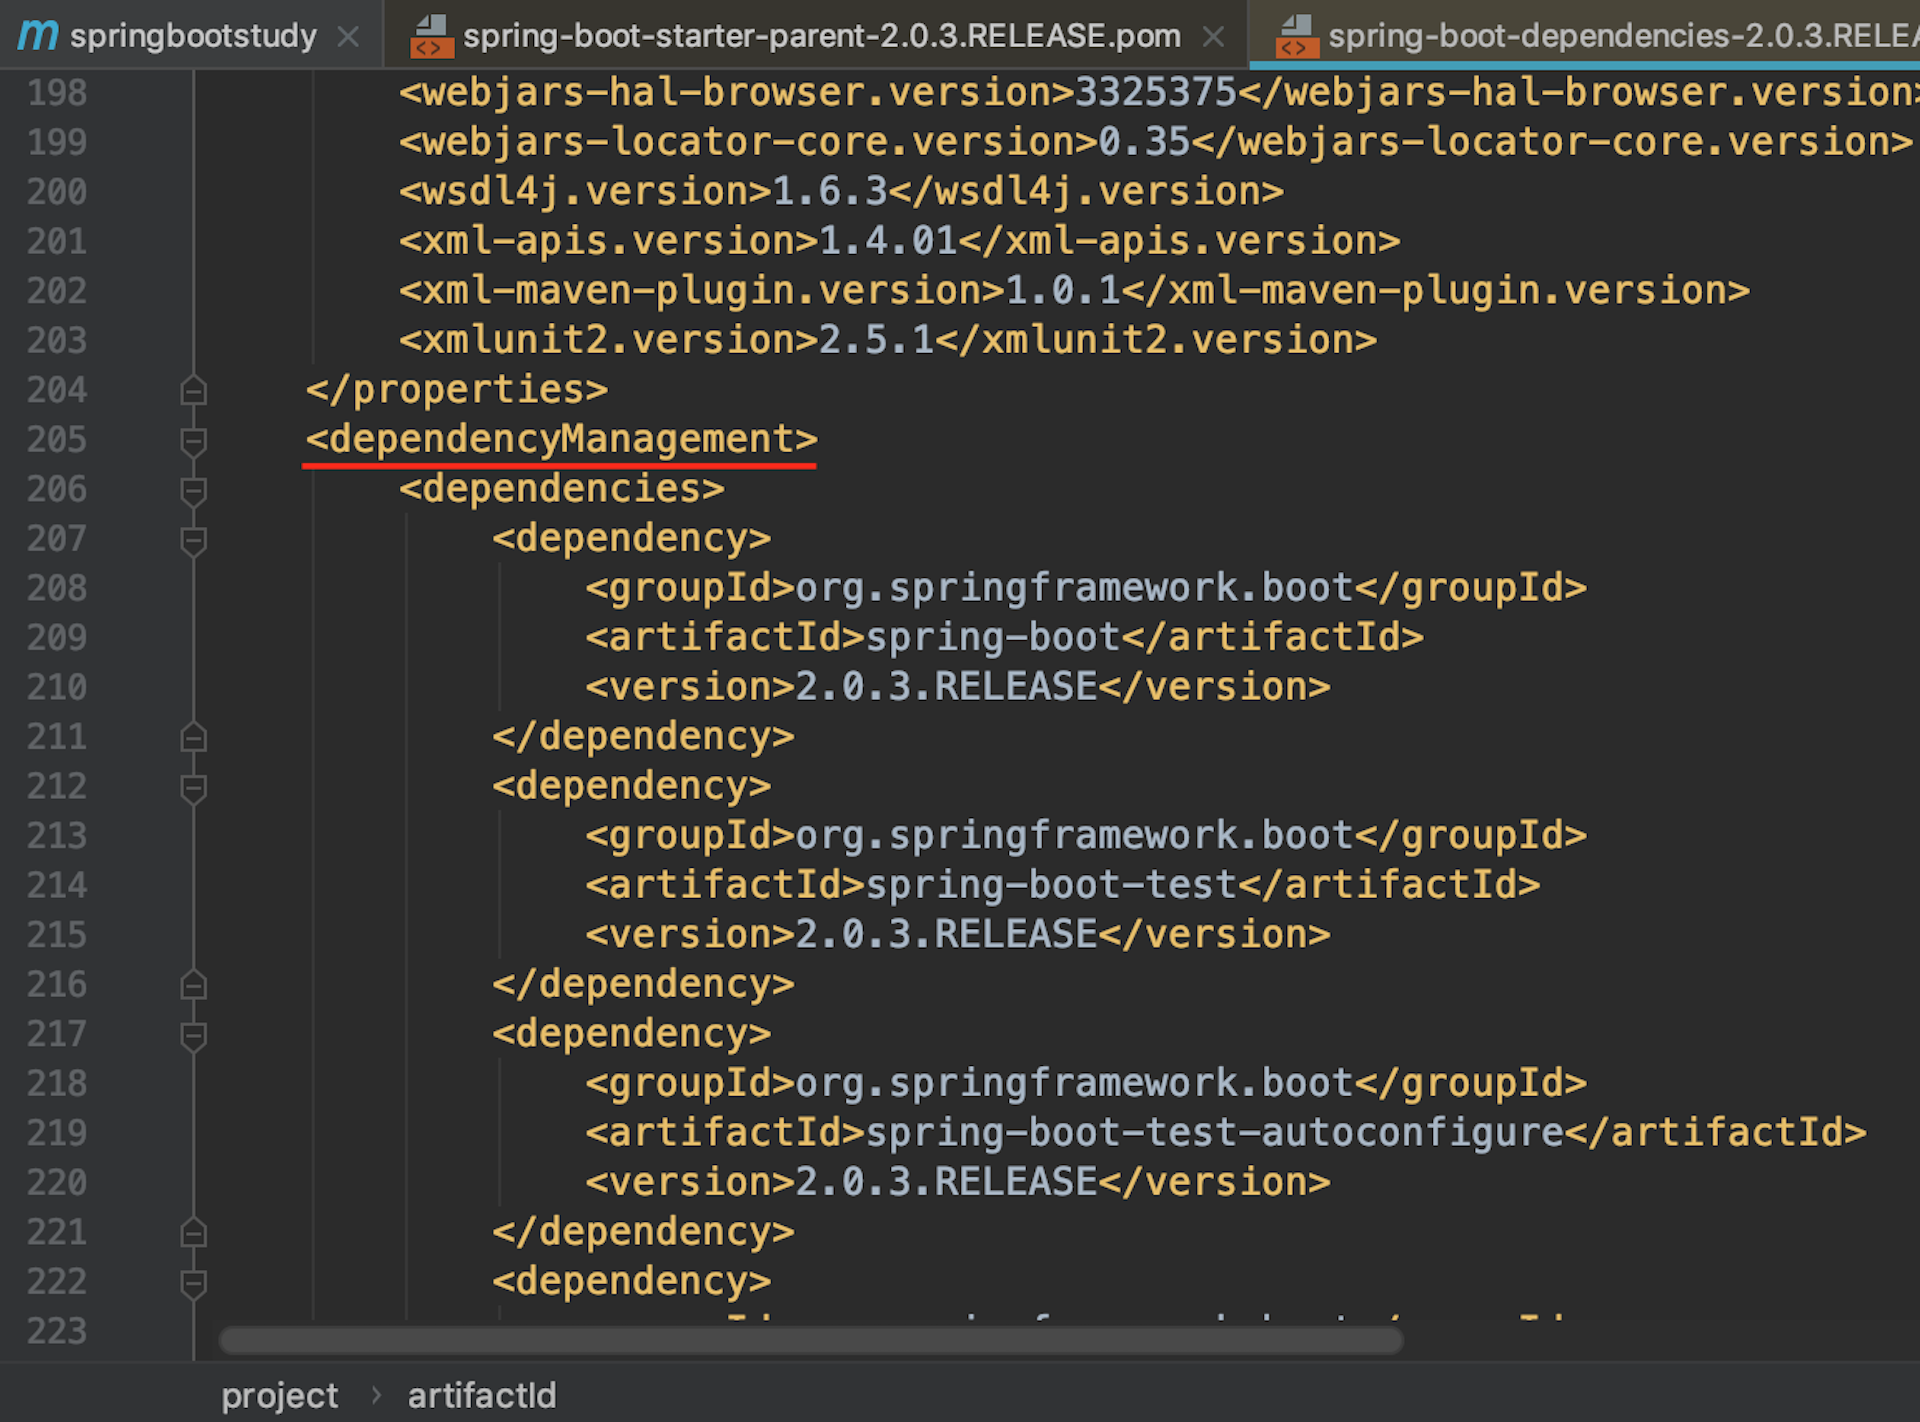 springbootstudy
spring-boot-starter-parent-2.0.3.RELEASE.pom
spring-boot-dependencies-2.0.3.RELEA
198 <webjars-hal-browser.version>3325375</webjars-hal-browser.version>
199 <webjars-locator-core.version>0.35</webjars-locator-core.version>
200 <wsdl4j.version>1.6.3</wsdl4j.version>
201 <xml-apis.version>1.4.01</xml-apis.version>
202 <xml-maven-plugin.version>1.0.1</xml-maven-plugin.version>
203 <xmlunit2.version>2.5.1</xmlunit2.version>
204 </properties>
205 <dependencyManagement>
206 <dependencies>
207 <dependency>
208 <groupId>org.springframework.boot</groupId>
209 <artifactId>spring-boot</artifactId>
210 <version>2.0.3.RELEASE</version>
211 </dependency>
212 <dependency>
213 <groupId>org.springframework.boot</groupId>
214 <artifactId>spring-boot-test</artifactId>
215 <version>2.0.3.RELEASE</version>
216 </dependency>
217 <dependency>
218 <groupId>org.springframework.boot</groupId>
219 <artifactId>spring-boot-test-autoconfigure</artifactId>
220 <version>2.0.3.RELEASE</version>
221 </dependency>
222 <dependency>
223
project › artifactId